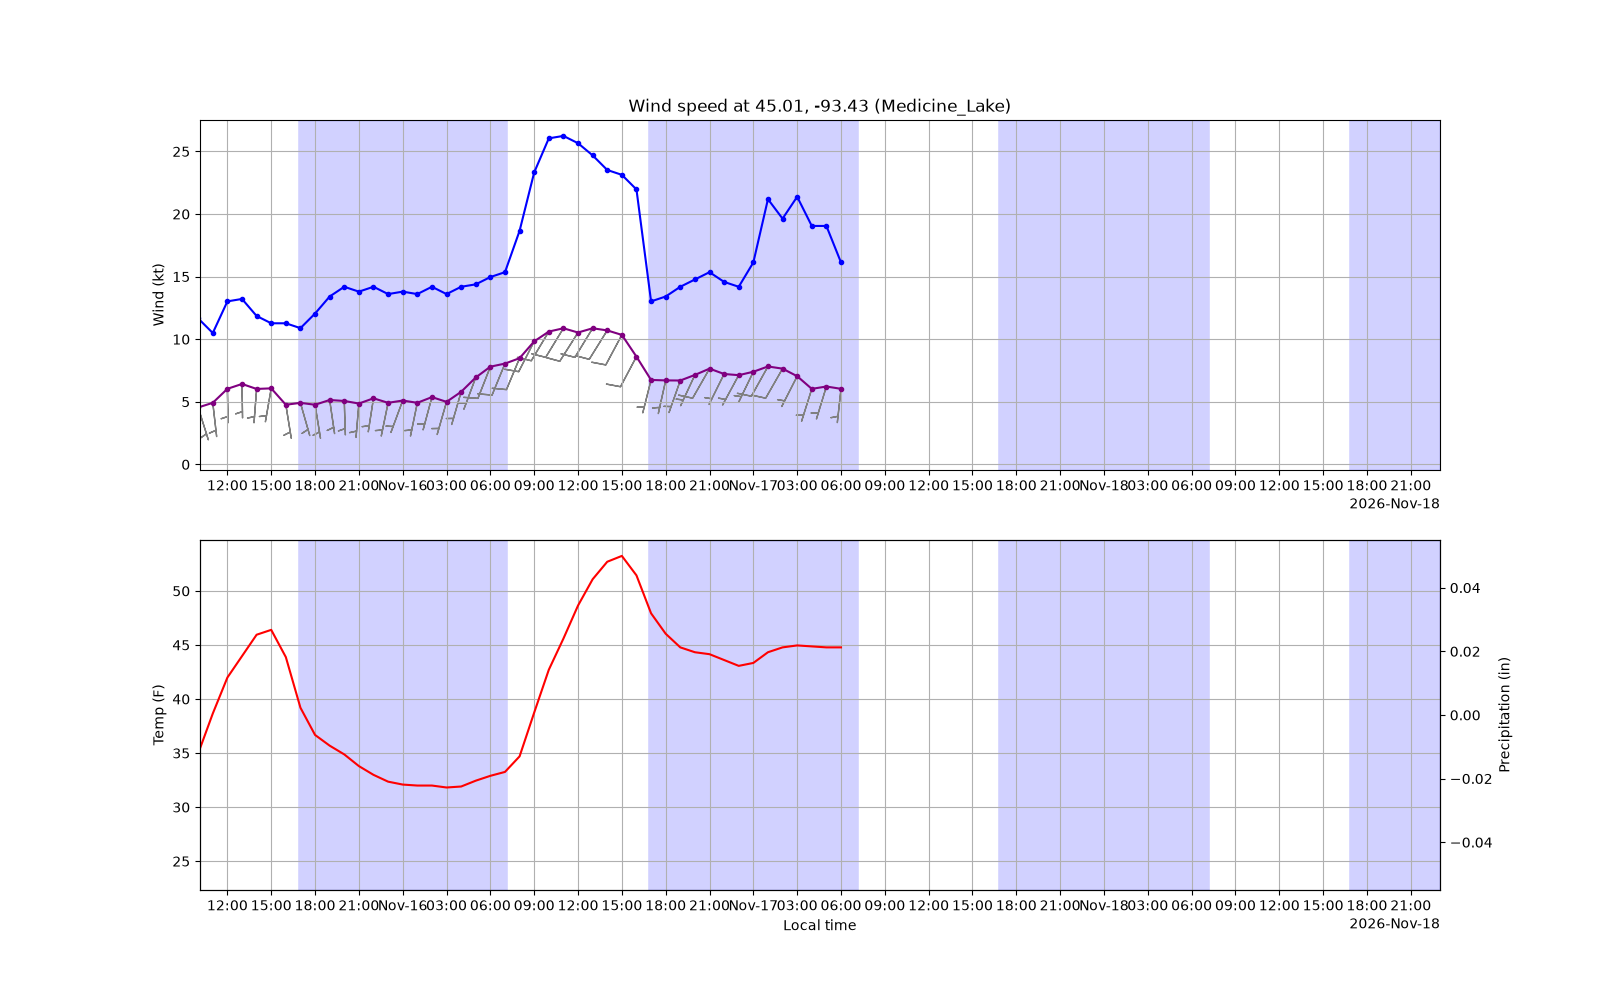 Wind speed at 45.01, -93.43 (Medicine_Lake)
25
20
15
10
5
0
Wind (kt)
12:00 15:00 18:00 21:00 Nov-16 03:00 06:00 09:00 12:00 15:00 18:00 21:00 Nov-17 03:00 06:00 09:00 12:00 15:00 18:00 21:00 Nov-18 03:00 06:00 09:00 12:00 15:00 18:00 21:00
2026-Nov-18
50
45
40
35
30
25
Temp (F)
0.04
0.02
0.00
−0.02
−0.04
Precipitation (in)
12:00 15:00 18:00 21:00 Nov-16 03:00 06:00 09:00 12:00 15:00 18:00 21:00 Nov-17 03:00 06:00 09:00 12:00 15:00 18:00 21:00 Nov-18 03:00 06:00 09:00 12:00 15:00 18:00 21:00
Local time
2026-Nov-18